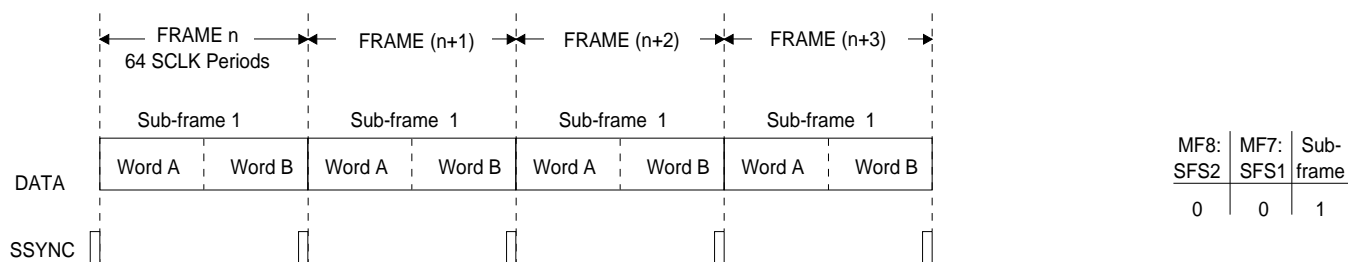 FRAME n
64 SCLK Periods
FRAME (n+1)
FRAME (n+2)
FRAME (n+3)
Sub-frame 1
Sub-frame 1
Sub-frame 1
Sub-frame 1
DATA
Word A
Word B
Word A
Word B
Word A
Word B
Word A
Word B
SSYNC
MF8: MF7: Sub-
SFS2 SFS1 frame
0 0 1